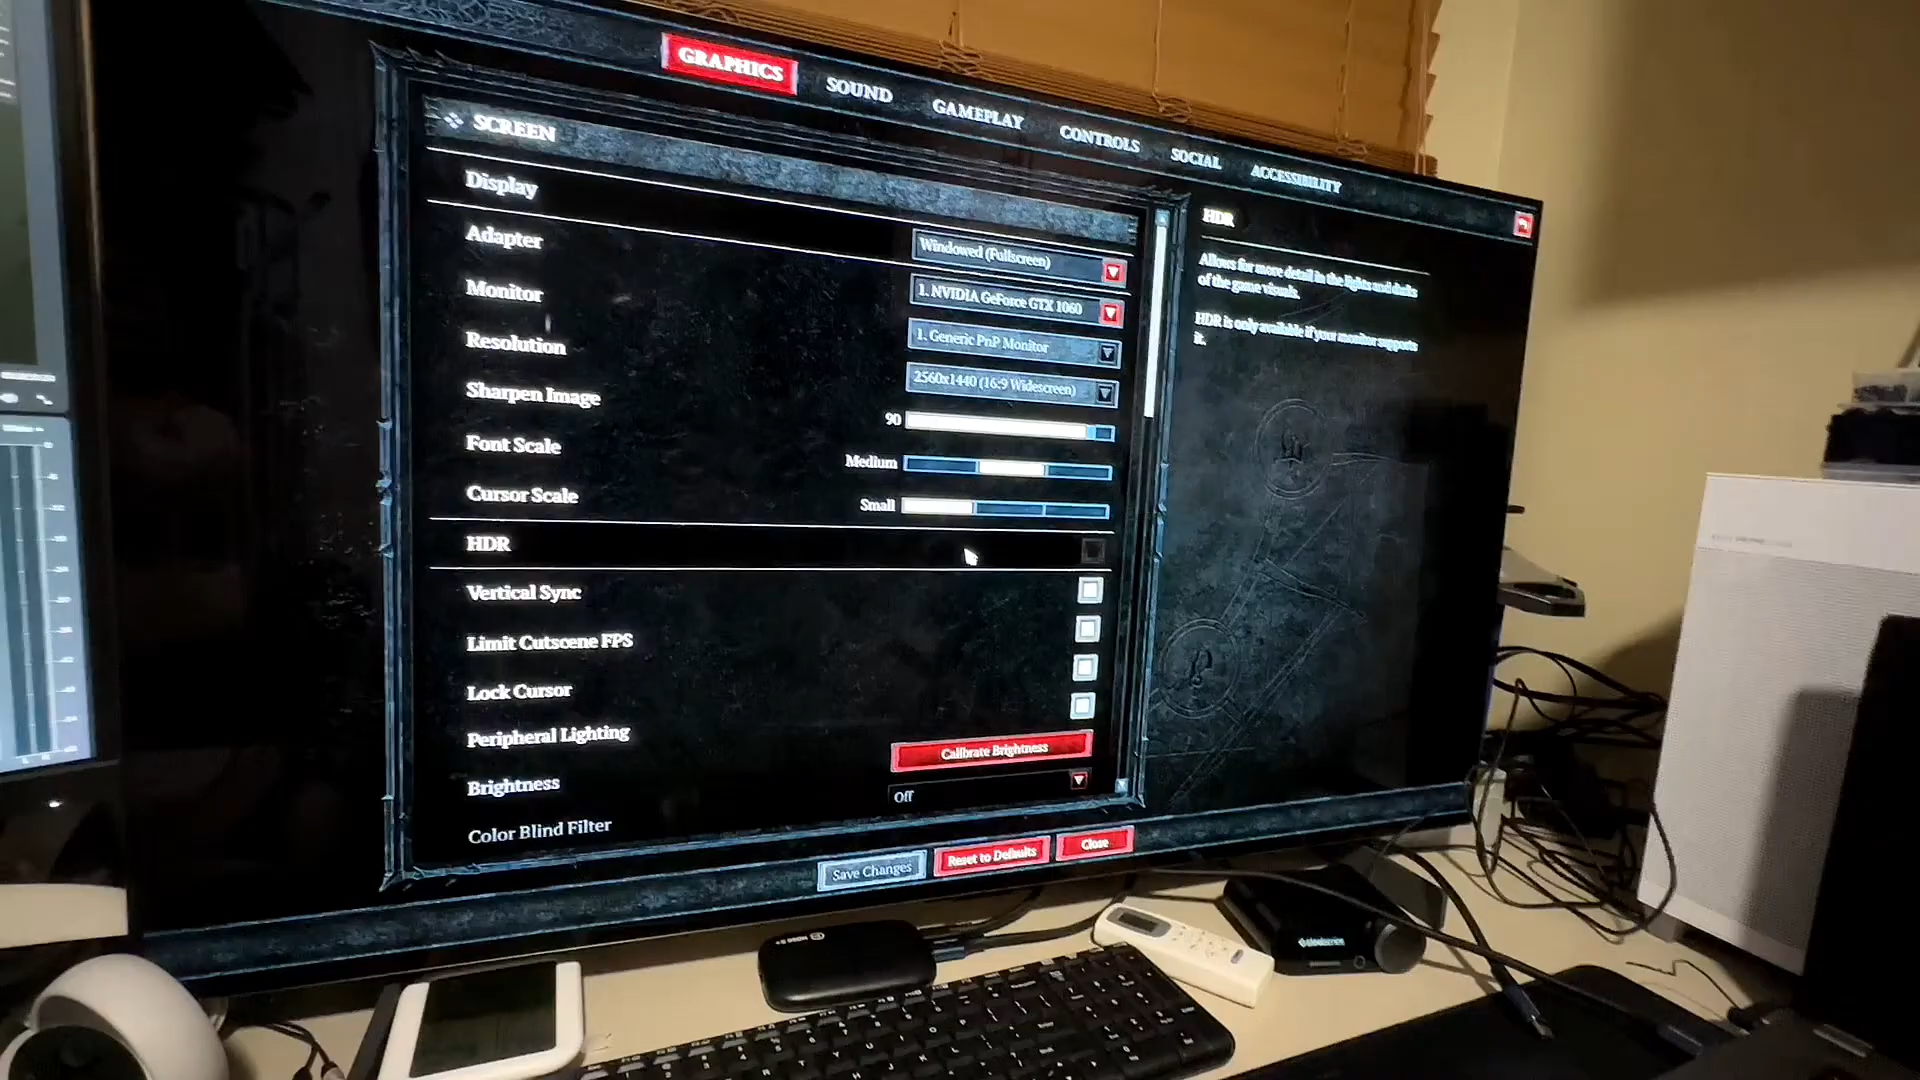 GRAPHICS
SOUND
GAMEPLAY
CONTROLS
SOCIAL
ACCESSIBILITY
SCREEN
Display
Windowed (Fullscreen)
Adapter
1. NVIDIA GeForce GTX 1060
Monitor
1. Generic PnP Monitor
Resolution
2560x1440 (16:9 Widescreen)
Sharpen Image
90
Font Scale
Medium
Cursor Scale
Small
HDR
Vertical Sync
Limit Cutscene FPS
Lock Cursor
Peripheral Lighting
Brightness
Calibrate Brightness
Color Blind Filter
Off
Save Changes
Reset to Defaults
Close
HDR
Allows for more detail in the lights and darks
of the game visuals.
HDR is only available if your monitor supports
it.
steelseries